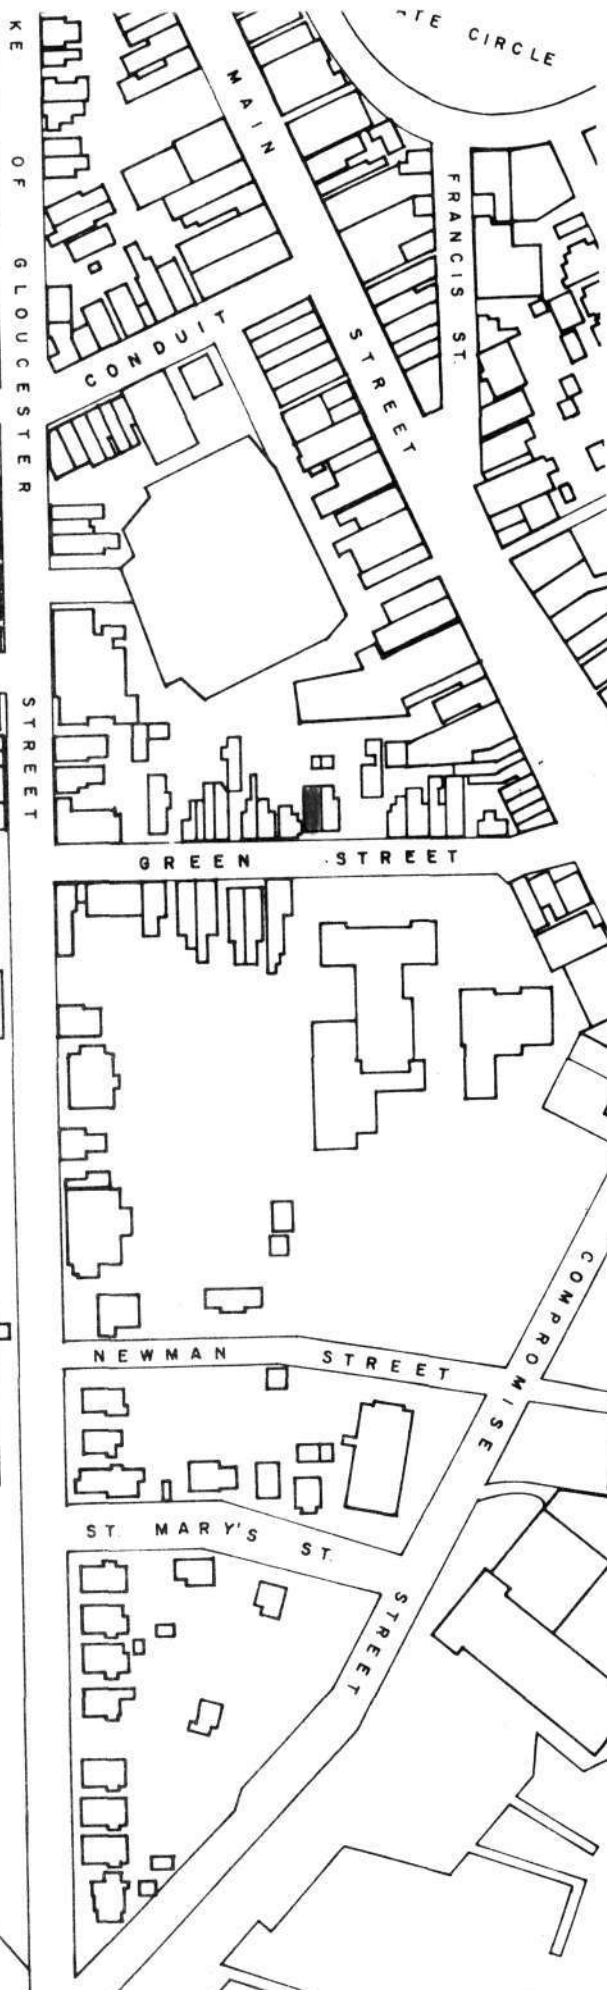 ATE CIRCLE
KE OF GLOUCESTER STREET
MAIN STREET
FRANCIS ST.
CONDUIT
GREEN STREET
COMPROMISE STREET
NEWMAN STREET
ST. MARY'S ST.